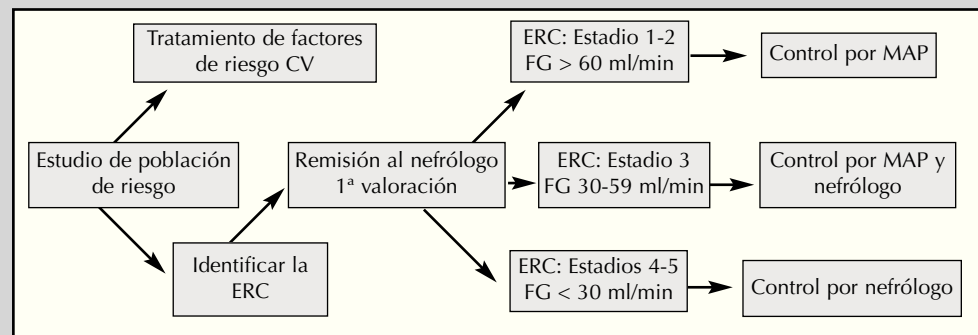 Tratamiento de factores
de riesgo CV
Estudio de población
de riesgo
Identificar la
ERC
Remisión al nefrólogo
1ª valoración
ERC: Estadio 1-2
FG > 60 ml/min
Control por MAP
ERC: Estadio 3
FG 30-59 ml/min
Control por MAP y
nefrólogo
ERC: Estadios 4-5
FG < 30 ml/min
Control por nefrólogo